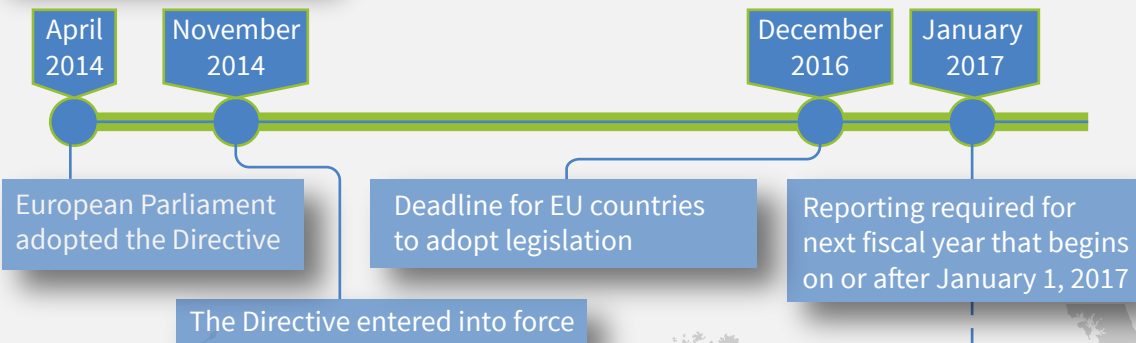 April
2014
November
2014
December
2016
January
2017
European Parliament
adopted the Directive
The Directive entered into force
Deadline for EU countries
to adopt legislation
Reporting required for
next fiscal year that begins
on or after January 1, 2017